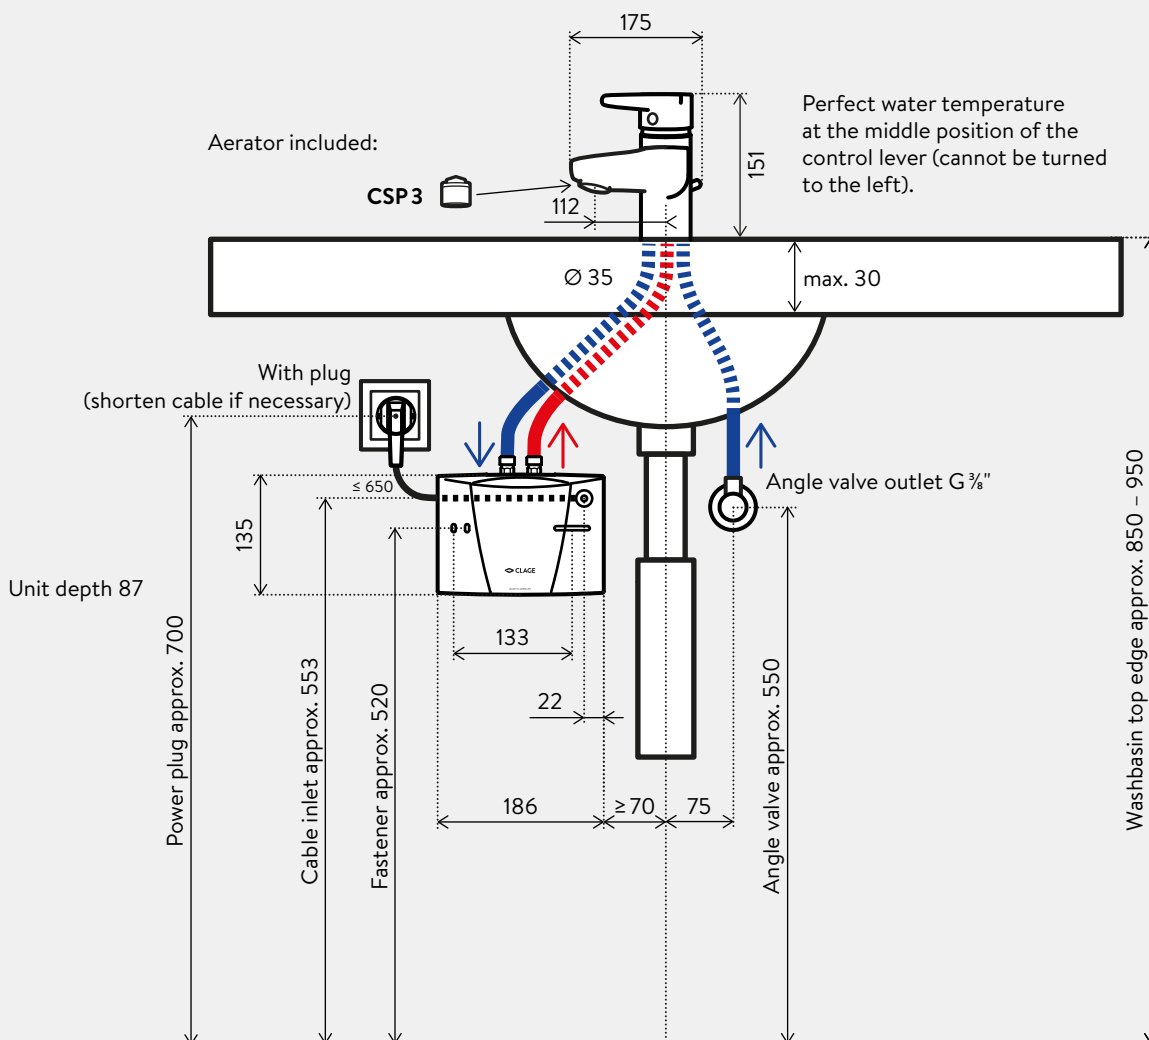 175
Aerator included:
CSP 3
112
151
Perfect water temperature
at the middle position of the
control lever (cannot be turned
to the left).
Ø 35
max. 30
With plug
(shorten cable if necessary)
≤ 650
135
CLAGE
Angle valve outlet G ⅜"
Unit depth 87
133
22
186
≥ 70
75
Power plug approx. 700
Cable inlet approx. 553
Fastener approx. 520
Angle valve approx. 550
Washbasin top edge approx. 850 – 950